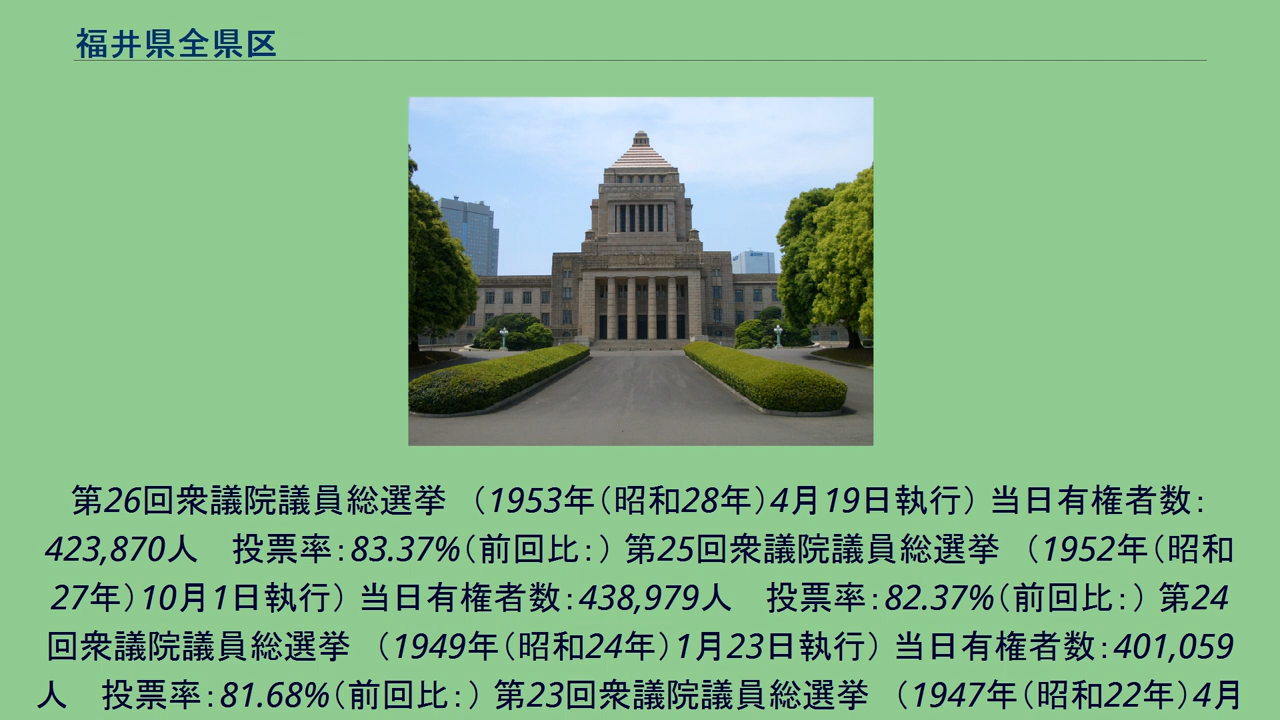 福井県全県区
第26回衆議院議員総選挙　（1953年（昭和28年）4月19日執行） 当日有権者数：
423,870人　投票率：83.37%（前回比：） 第25回衆議院議員総選挙　（1952年（昭和
27年）10月1日執行） 当日有権者数：438,979人　投票率：82.37%（前回比：） 第24
回衆議院議員総選挙　（1949年（昭和24年）1月23日執行） 当日有権者数：401,059
人　投票率：81.68%（前回比：） 第23回衆議院議員総選挙　（1947年（昭和22年）4月